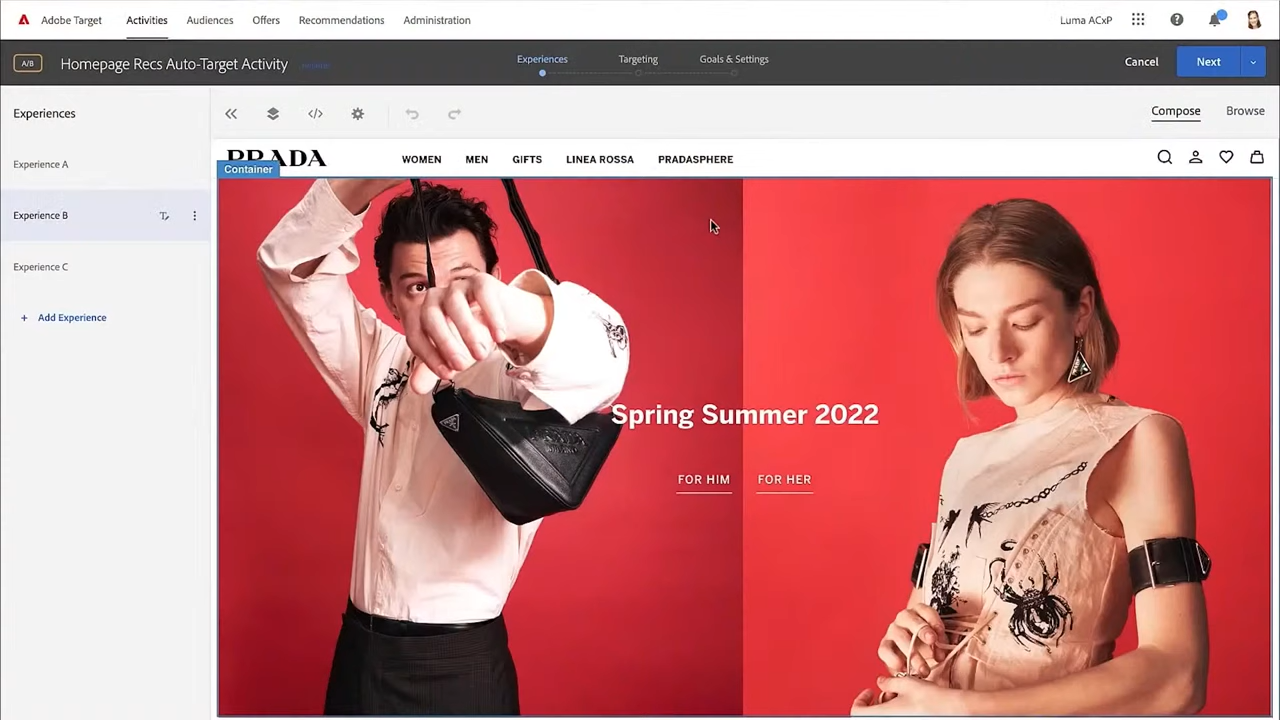 Adobe Target
Activities
Audiences
Offers
Recommendations
Administration
Luma ACxP
A/B
Homepage Recs Auto-Target Activity
Experiences
Targeting
Goals & Settings
Cancel
Next
Experiences
Compose
Browse
Experience A
Experience B
Experience C
+ Add Experience
PRADA
WOMEN
MEN
GIFTS
LINEA ROSSA
PRADASPHERE
Container
Spring Summer 2022
FOR HIM
FOR HER